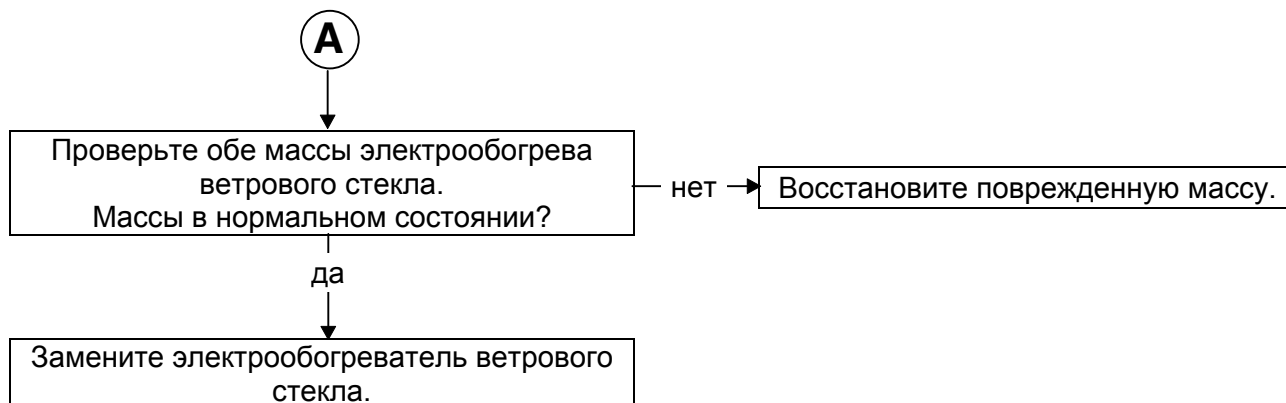 A
Проверьте обе массы электрообогрева
ветрового стекла.
Массы в нормальном состоянии?
нет
Восстановите поврежденную массу.
да
Замените электрообогреватель ветрового
стекла.